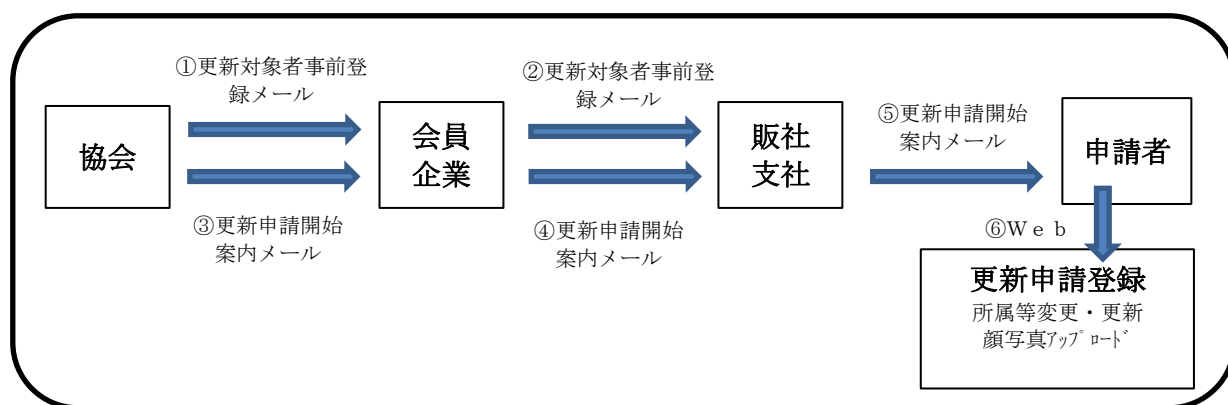 ①更新対象者事前登
録メール
②更新対象者事前登
録メール
協会
会員
企業
販社
支社
⑤更新申請開始
案内メール
申請者
③更新申請開始
案内メール
④更新申請開始
案内メール
⑥Ｗｅｂ
更新申請登録
所属等変更・更新
顔写真ｱｯﾌﾟﾛｰﾄﾞ